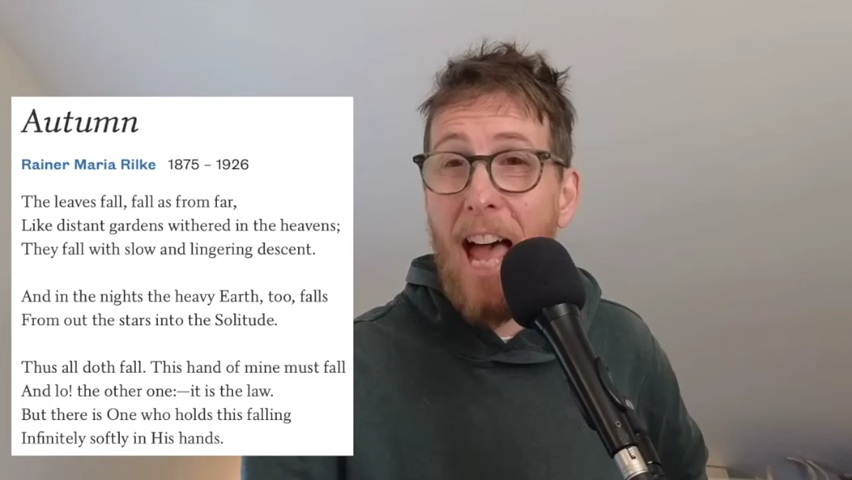 Autumn
Rainer Maria Rilke 1875 – 1926
The leaves fall, fall as from far,
Like distant gardens withered in the heavens;
They fall with slow and lingering descent.
And in the nights the heavy Earth, too, falls
From out the stars into the Solitude.
Thus all doth fall. This hand of mine must fall
And lo! the other one:—it is the law.
But there is One who holds this falling
Infinitely softly in His hands.